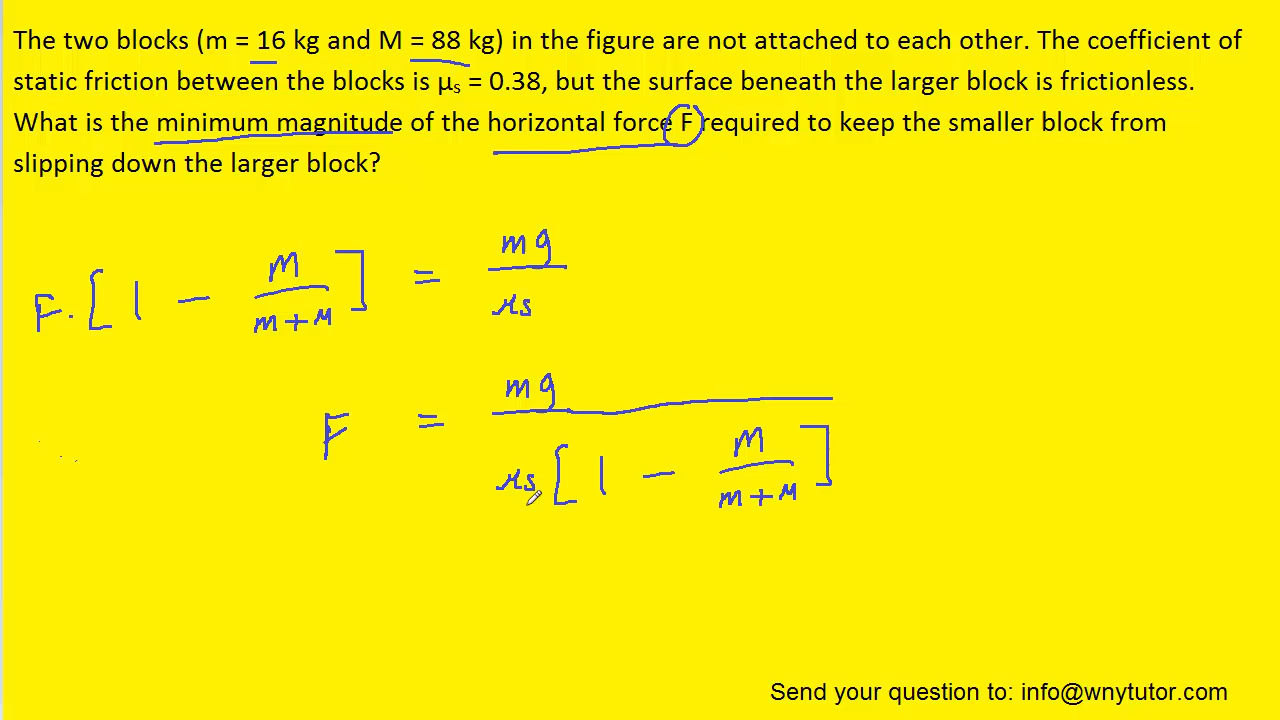 The two blocks (m = 16 kg and M = 88 kg) in the figure are not attached to each other. The coefficient of
static friction between the blocks is μₛ = 0.38, but the surface beneath the larger block is frictionless.
What is the minimum magnitude of the horizontal force F required to keep the smaller block from
slipping down the larger block?
F. [ 1 - m/(m+M) ] = mg/μs
F = mg/(μs [ 1 - m/(m+M) ])
Send your question to: info@wnytutor.com